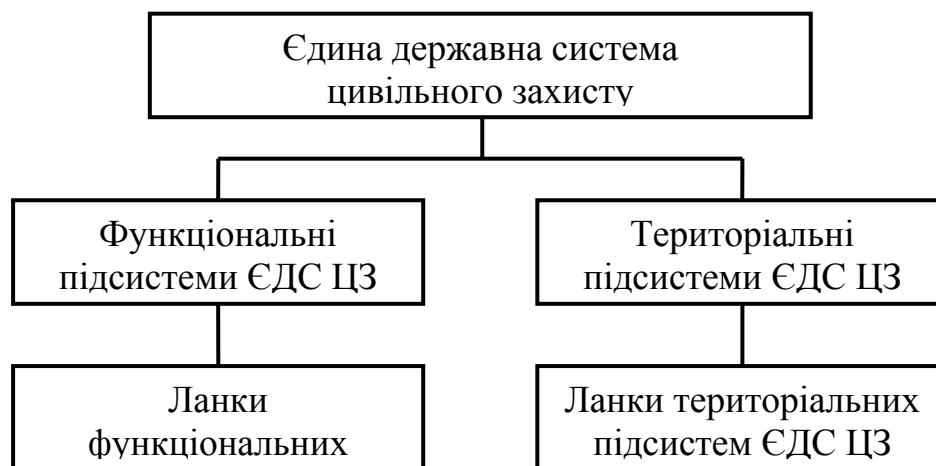 Єдина державна система
цивільного захисту
Функціональні
підсистеми ЄДС ЦЗ
Територіальні
підсистеми ЄДС ЦЗ
Ланки
функціональних
Ланки територіальних
підсистем ЄДС ЦЗ